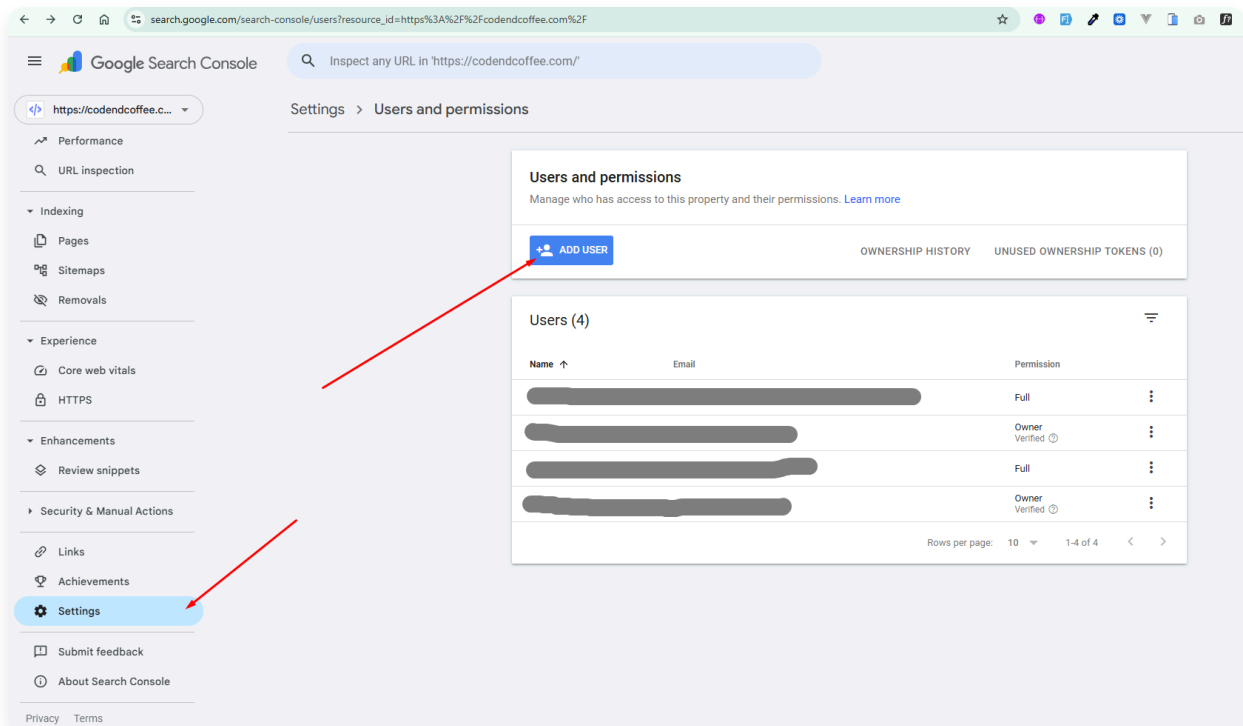 search.google.com/search-console/users?resource_id=https%3A%2F%2Fcodendcoffee.com%2F
Google Search Console
Inspect any URL in 'https://codendcoffee.com/'
https://codendcoffee.c...
Performance
URL inspection
Indexing
Pages
Sitemaps
Removals
Experience
Core web vitals
HTTPS
Enhancements
Review snippets
Security & Manual Actions
Links
Achievements
Settings
Submit feedback
About Search Console
Privacy Terms
Settings > Users and permissions
Users and permissions
Manage who has access to this property and their permissions. Learn more
ADD USER OWNERSHIP HISTORY UNUSED OWNERSHIP TOKENS (0)
Users (4)
Name Email Permission
Full
Owner
Verified
Full
Owner
Verified
Rows per page: 10 1-4 of 4